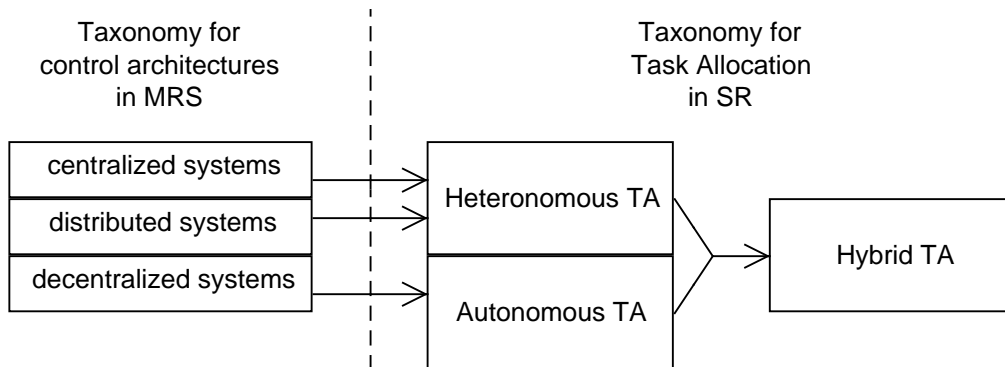 Taxonomy for
control architectures
in MRS
Taxonomy for
Task Allocation
in SR
centralized systems
distributed systems
decentralized systems
Heteronomous TA
Autonomous TA
Hybrid TA